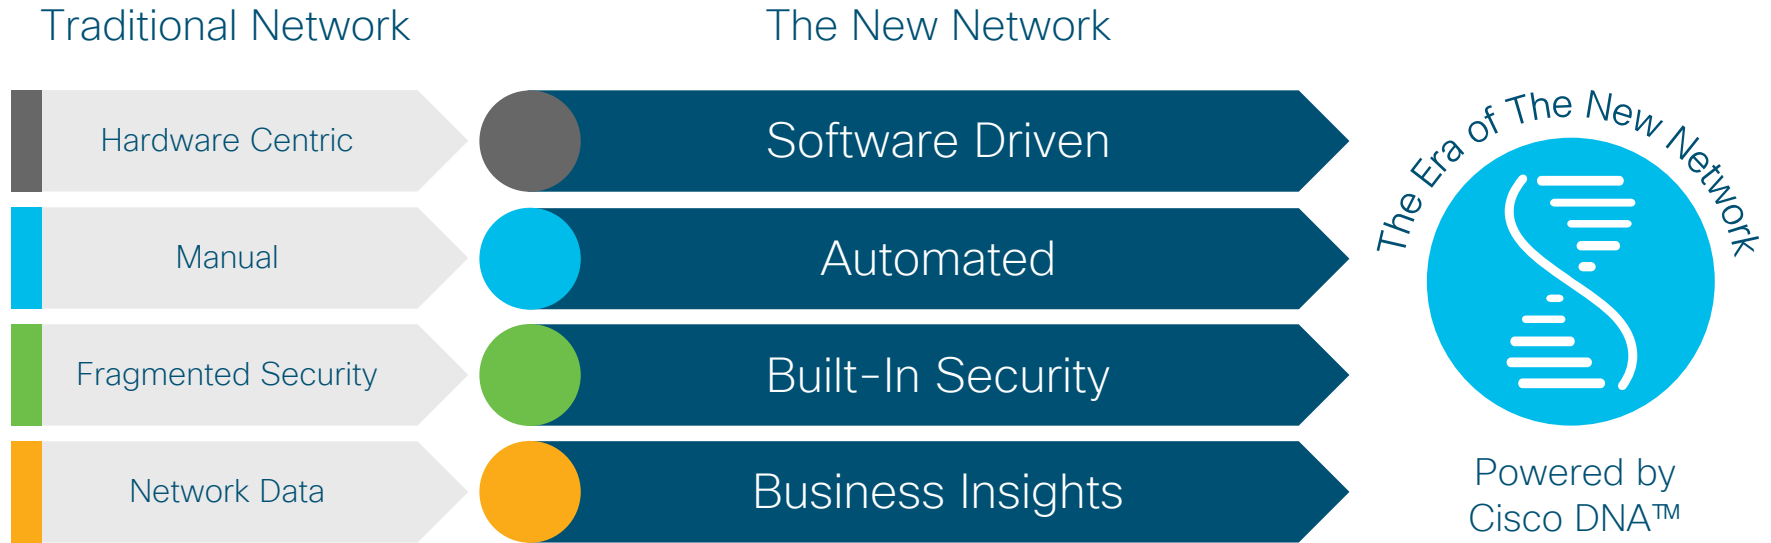 Traditional Network
The New Network
Hardware Centric
Software Driven
Manual
Automated
Fragmented Security
Built-In Security
Network Data
Business Insights
The Era of The New Network
Powered by
Cisco DNA™